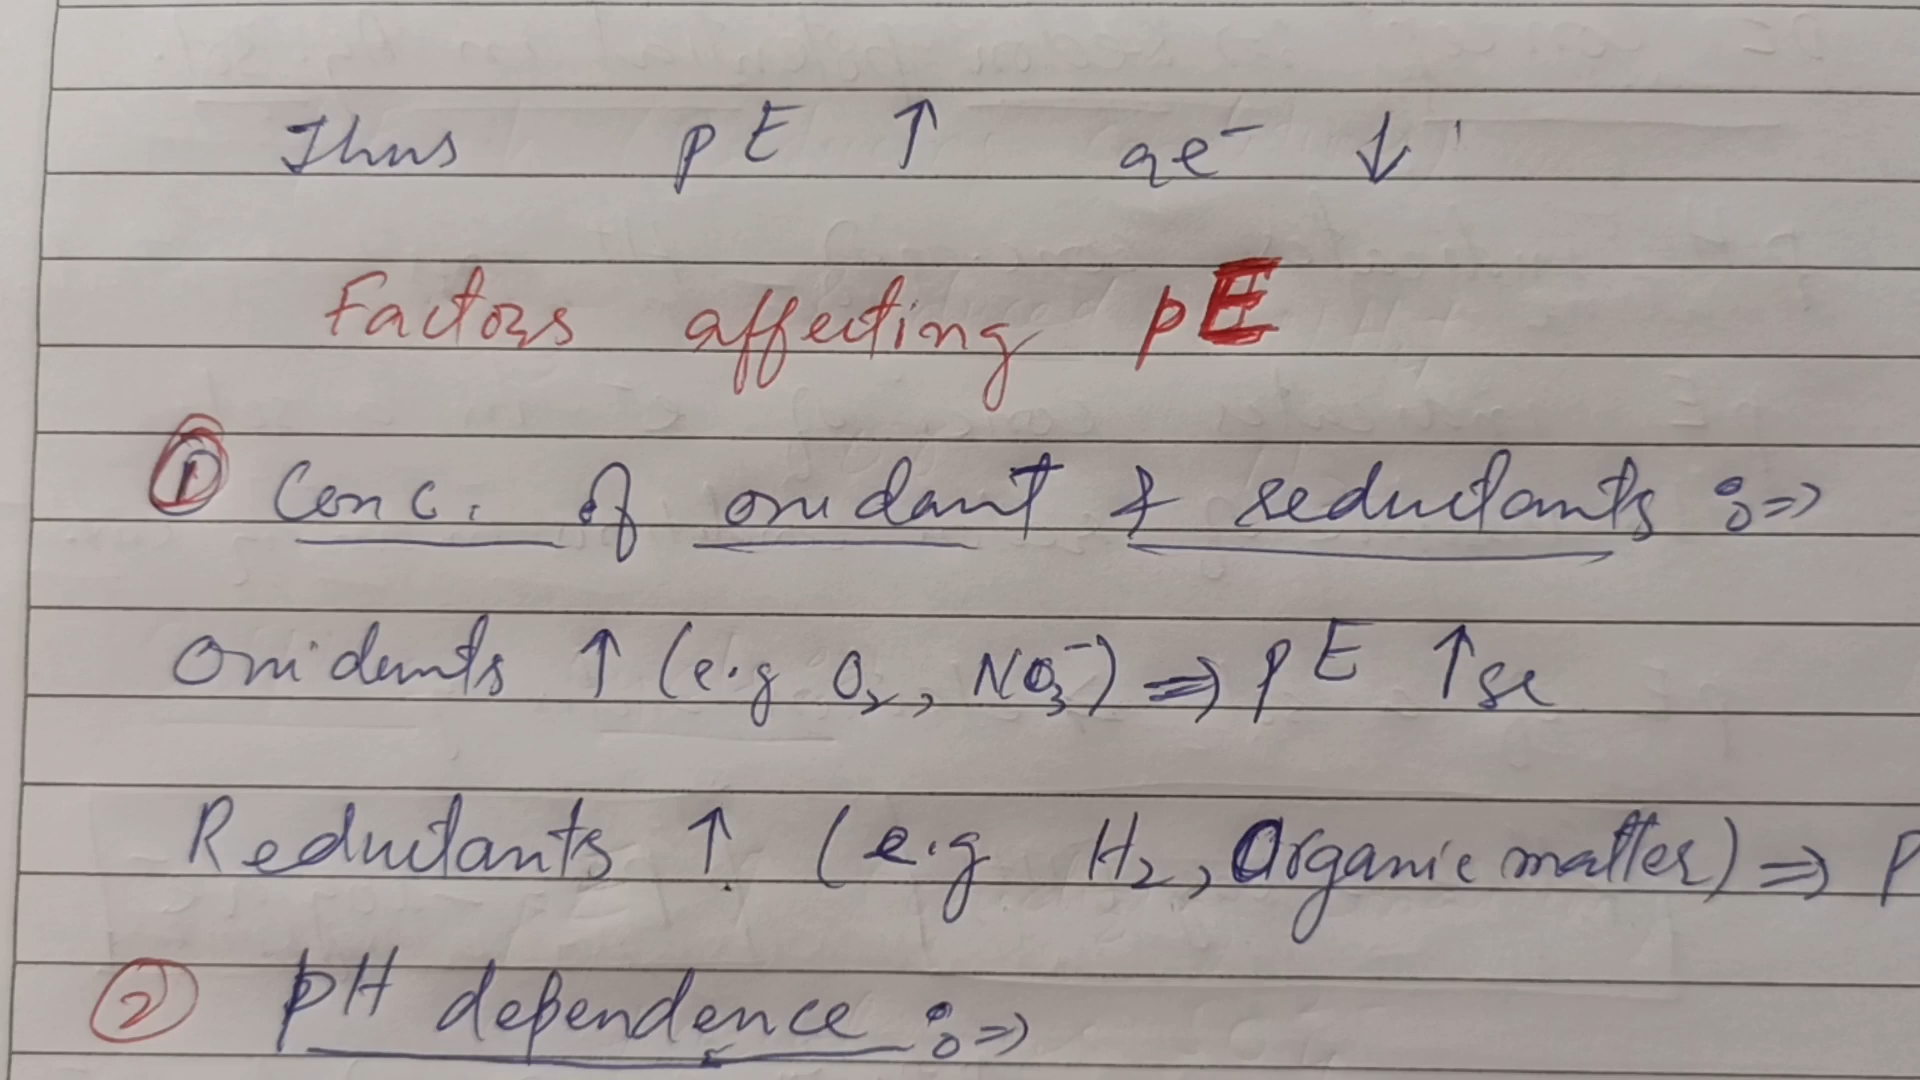 Thus pE ↑ ae⁻ ↓
Factors affecting pE
① Conc. of oxidant & reductants :⇒
Oxidants ↑ (e.g O₂, NO₃⁻) ⇒ pE ↑se
Reductants ↑ (e.g H₂, Organic matter) ⇒ P
② pH dependence :⇒